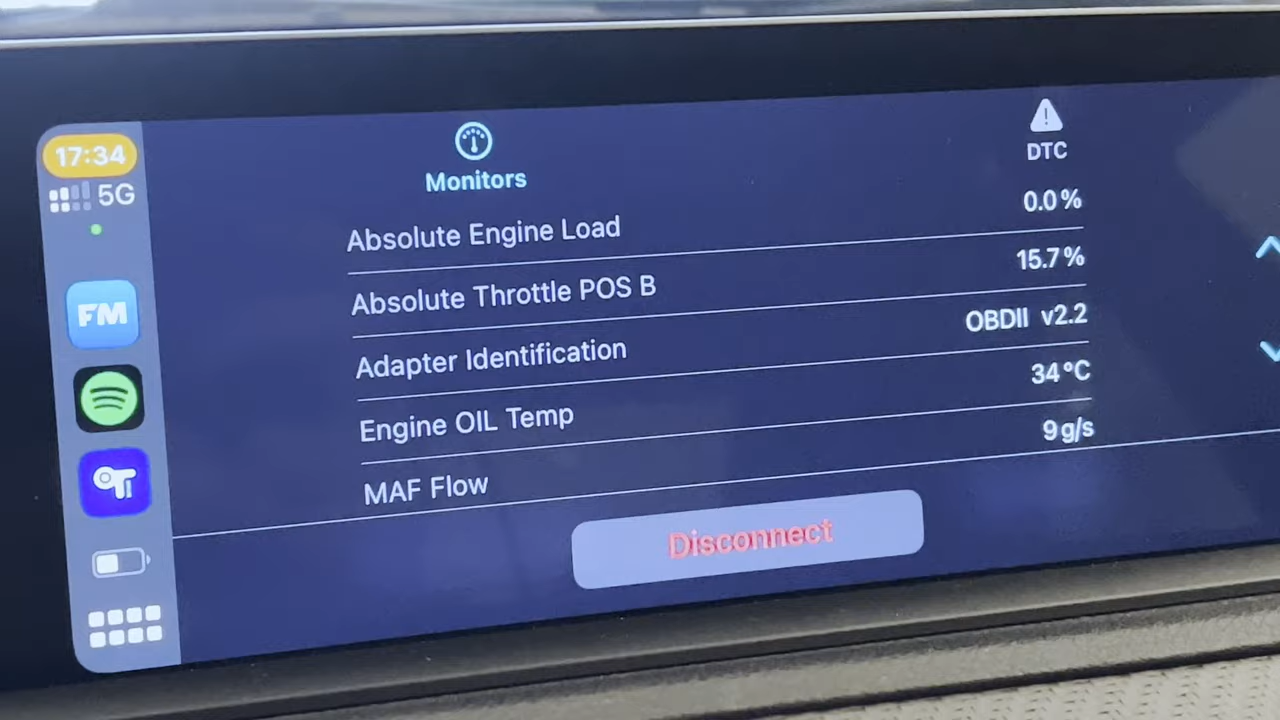 17:34
5G
FM
Monitors
DTC
Absolute Engine Load 0.0%
Absolute Throttle POS B 15.7%
Adapter Identification OBDII v2.2
Engine OIL Temp 34°C
MAF Flow 9g/s
Disconnect